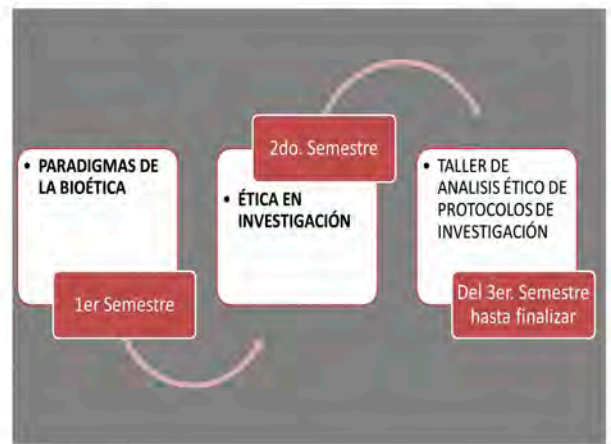 • PARADIGMAS DE
LA BIOÉTICA
1er Semestre
2do. Semestre
• ÉTICA EN
INVESTIGACIÓN
• TALLER DE
ANALISIS ÉTICO DE
PROTOCOLOS DE
INVESTIGACIÓN
Del 3er. Semestre
hasta finalizar